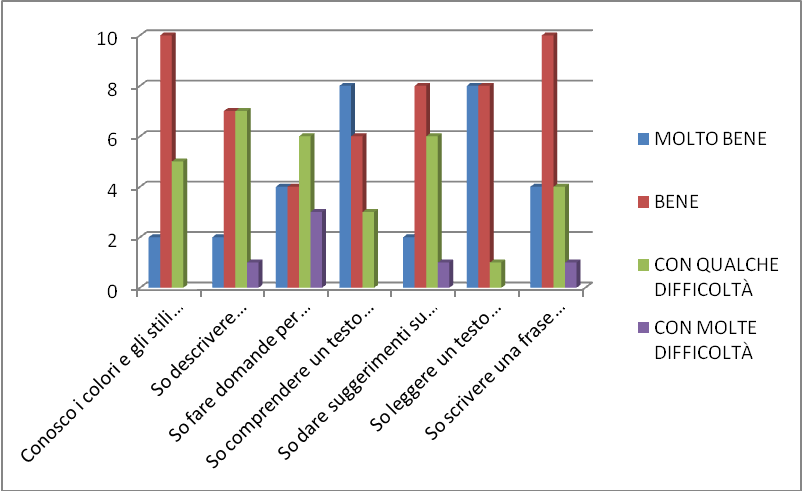 10
8
6
4
2
0
Conosco i colori e gli stili...
So descrivere...
So fare domande per...
So comprendere un testo...
So dare suggerimenti su...
So leggere un testo...
So scrivere una frase...
MOLTO BENE
BENE
CON QUALCHE
DIFFICOLTÀ
CON MOLTE
DIFFICOLTÀ